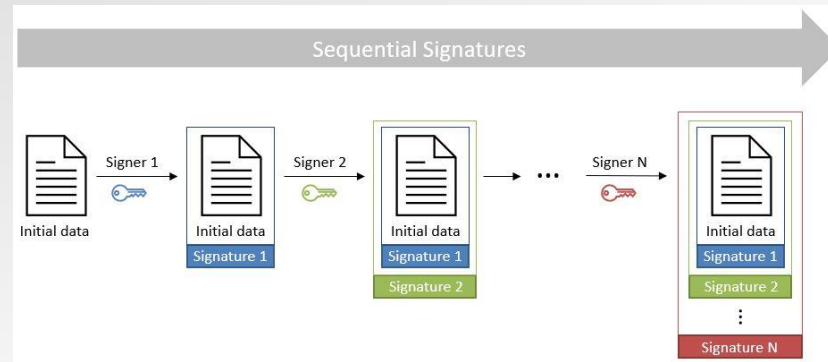 Sequential Signatures
Signer 1
Signer 2
...
Signer N
Initial data
Initial data
Initial data
Initial data
Signature 1
Signature 1
Signature 1
Signature 2
Signature 2
⋮
Signature N